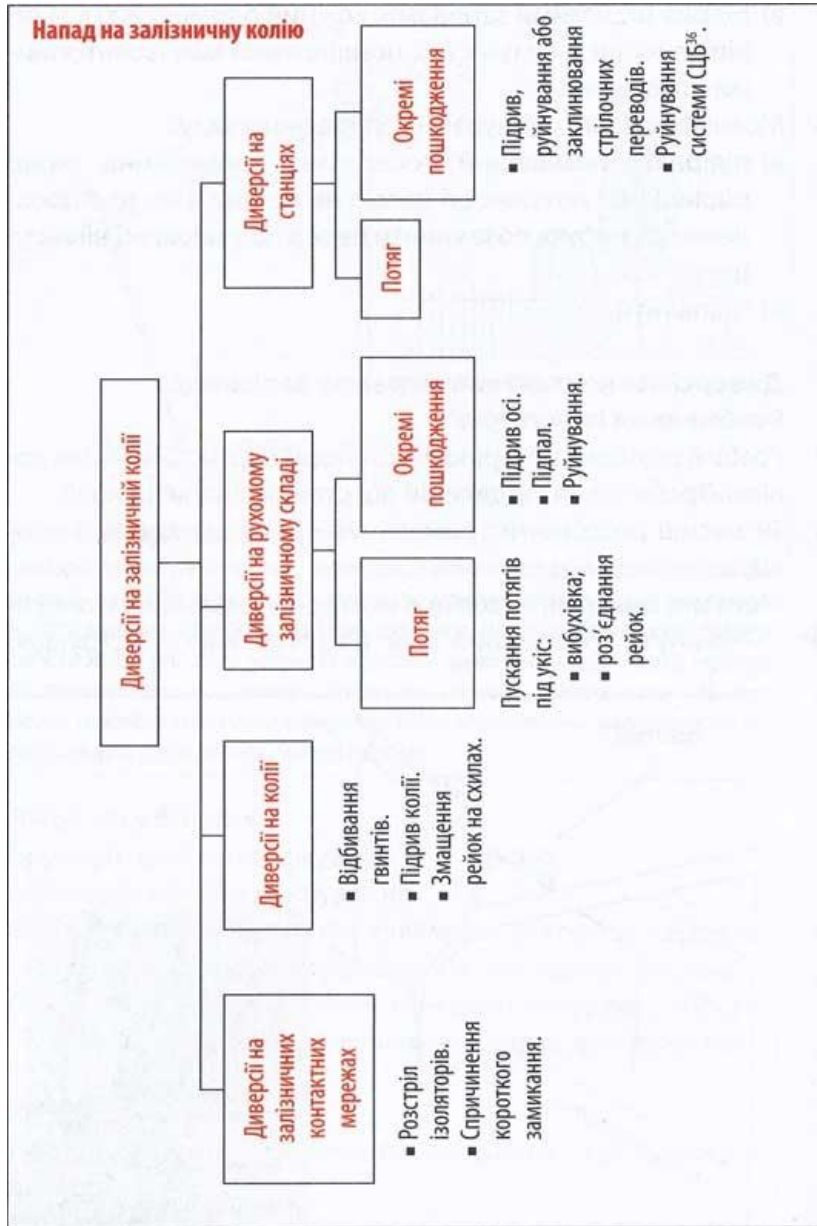 Напад на залізничну колію
Диверсії на залізничній колії
Диверсії на
залізничних
контактних
мережах
▪ Розстріл
ізоляторів.
▪ Спричинення
короткого
замикання.
Диверсії на колії
▪ Відбивання
гвинтів.
▪ Підрив колії.
▪ Змащення
рейок на схилах.
Диверсії на рухомому
залізничному складі
Потяг
Пускання потягів
під укіс:
▪ вибухівка;
▪ роз'єднання
рейок.
Окремі
пошкодження
▪ Підрив осі.
▪ Підпал.
▪ Руйнування.
Диверсії на
станціях
Потяг
Окремі
пошкодження
▪ Підрив,
руйнування або
заклинювання
стрілочних
переводів.
▪ Руйнування
системи СЦБ³⁶.